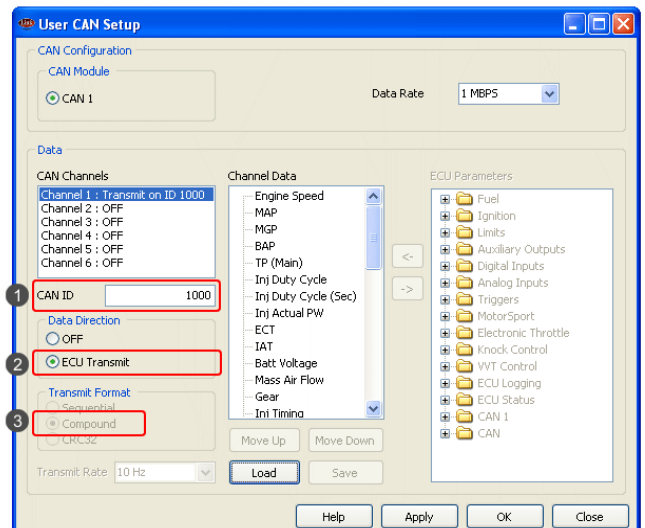 User CAN Setup
CAN Configuration
CAN Module
CAN 1
Data Rate
1 MBPS
Data
CAN Channels
Channel 1 : Transmit on ID 1000
Channel 2 : OFF
Channel 3 : OFF
Channel 4 : OFF
Channel 5 : OFF
Channel 6 : OFF
1
CAN ID
1000
Data Direction
OFF
2
ECU Transmit
Transmit Format
Sequential
3
Compound
CRC32
Transmit Rate
10 Hz
Channel Data
Engine Speed
MAP
MGP
BAP
TP (Main)
Inj Duty Cycle
Inj Duty Cycle (Sec)
Inj Actual PW
ECT
IAT
Batt Voltage
Mass Air Flow
Gear
Inj Timing
<-
->
Move Up
Move Down
Load
Save
ECU Parameters
Fuel
Ignition
Limits
Auxiliary Outputs
Digital Inputs
Analog Inputs
Triggers
MotorSport
Electronic Throttle
Knock Control
VVT Control
ECU Logging
ECU Status
CAN 1
CAN
Help
Apply
OK
Close